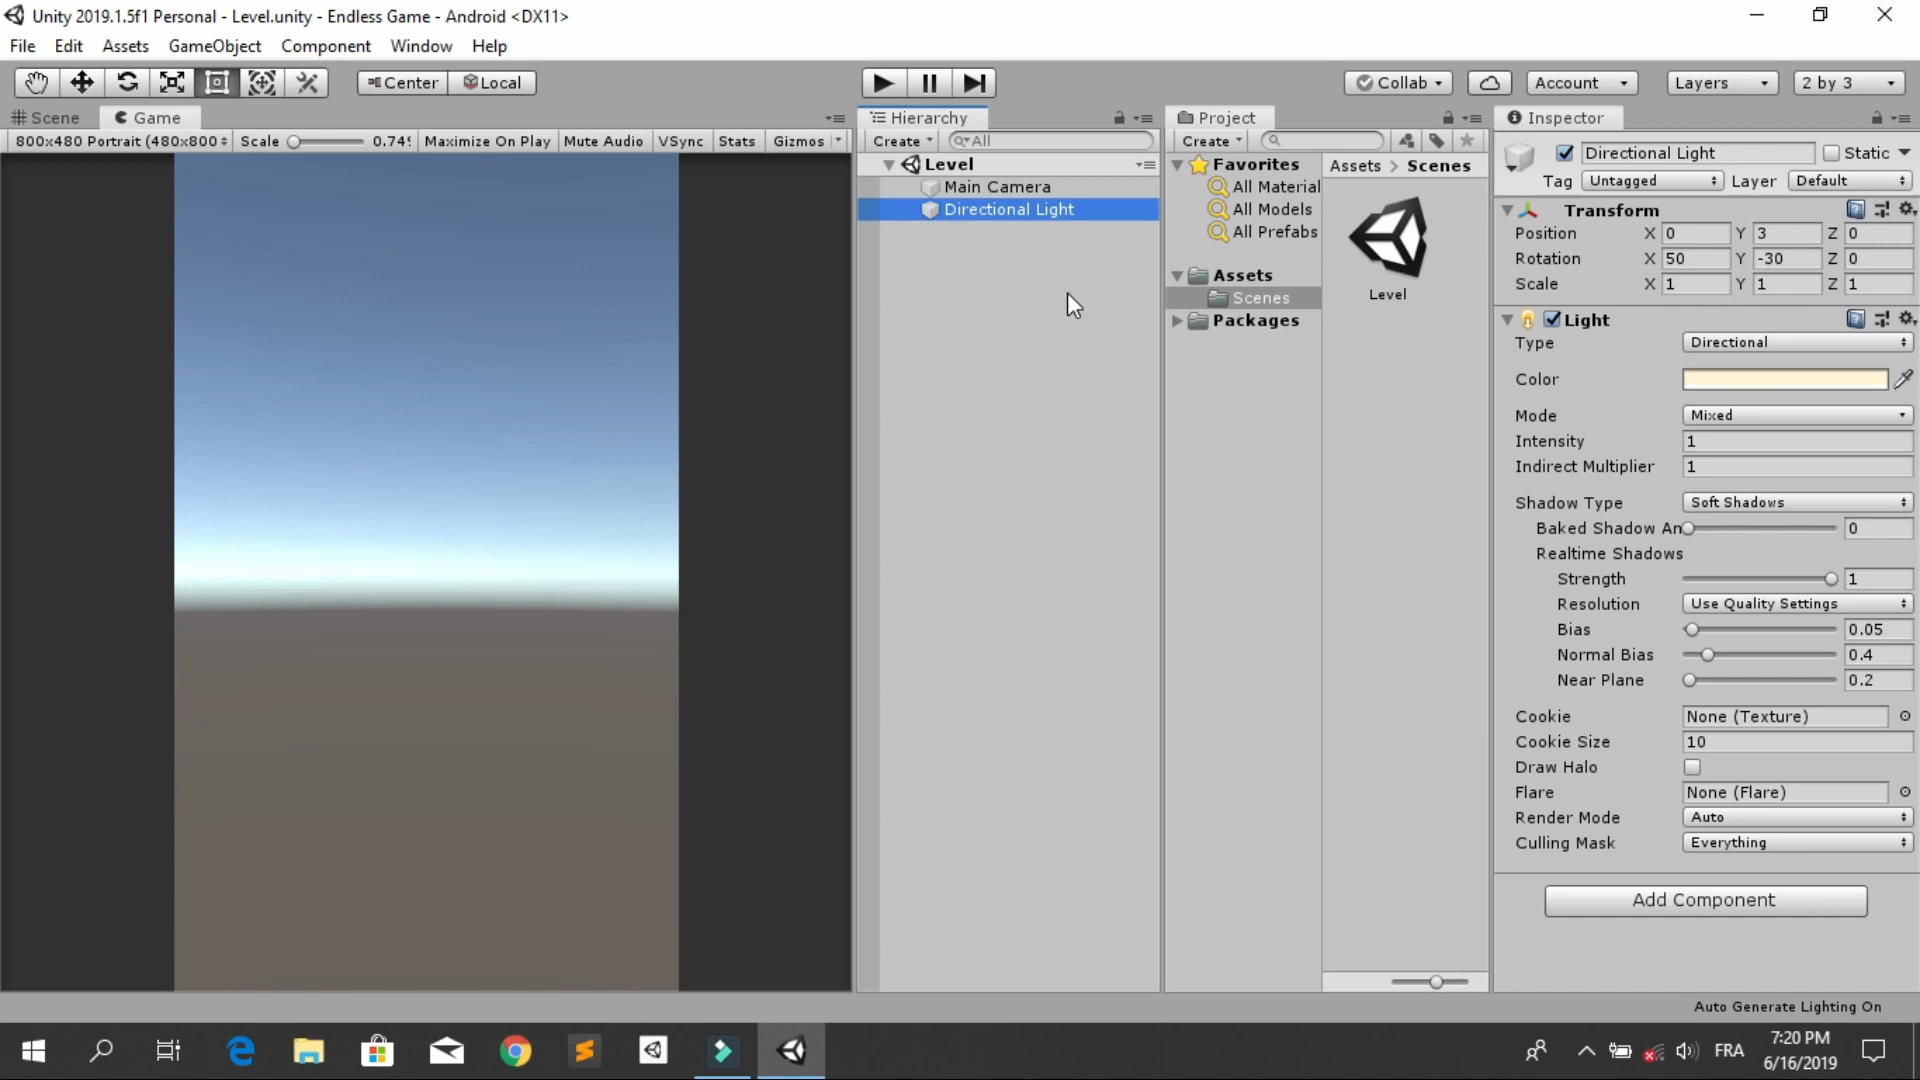 Unity 2019.1.5f1 Personal - Level.unity - Endless Game - Android <DX11>
File Edit Assets GameObject Component Window Help
Center Local Collab Account Layers 2 by 3
Scene Game Hierarchy Project Inspector
800x480 Portrait (480x800 Scale 0.74 Maximize On Play Mute Audio VSync Stats Gizmos
Create All
Level
Main Camera
Directional Light
Create
Favorites
All Material
All Models
All Prefabs
Assets
Scenes
Packages
Assets > Scenes
Level
Directional Light Static
Tag Untagged Layer Default
Transform
Position X 0 Y 3 Z 0
Rotation X 50 Y -30 Z 0
Scale X 1 Y 1 Z 1
Light
Type Directional
Color
Mode Mixed
Intensity 1
Indirect Multiplier 1
Shadow Type Soft Shadows
Baked Shadow An 0
Realtime Shadows
Strength 1
Resolution Use Quality Settings
Bias 0.05
Normal Bias 0.4
Near Plane 0.2
Cookie None (Texture)
Cookie Size 10
Draw Halo
Flare None (Flare)
Render Mode Auto
Culling Mask Everything
Add Component
Auto Generate Lighting On
FRA 7:20 PM
6/16/2019